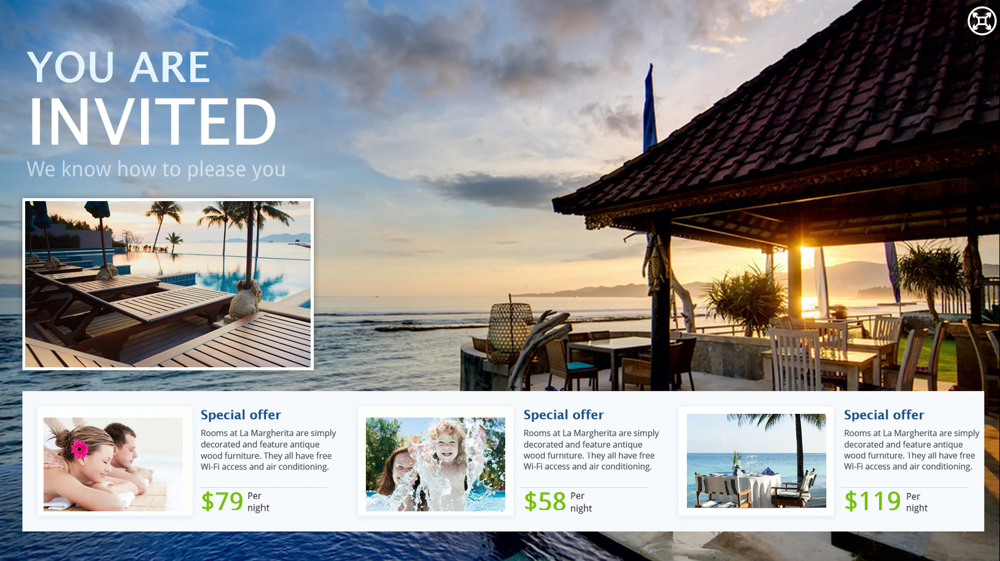 YOU ARE
INVITED
We know how to please you
Special offer
Rooms at La Margherita are simply
decorated and feature antique
wood furniture. They all have free
Wi-Fi access and air conditioning.
$79 Per
night
Special offer
Rooms at La Margherita are simply
decorated and feature antique
wood furniture. They all have free
Wi-Fi access and air conditioning.
$58 Per
night
Special offer
Rooms at La Margherita are simply
decorated and feature antique
wood furniture. They all have free
Wi-Fi access and air conditioning.
$119 Per
night